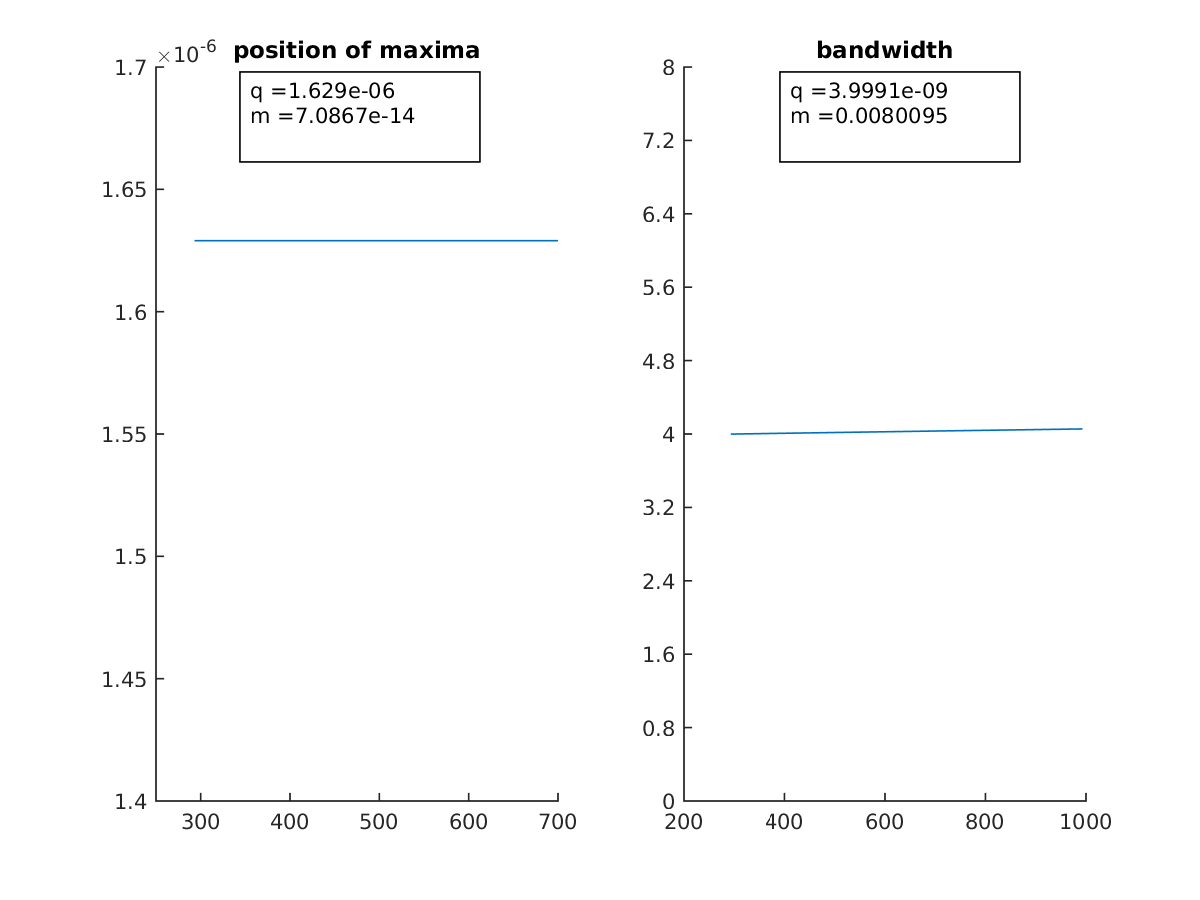 ×10-6
position of maxima
q =1.629e-06
m =7.0867e-14
1.7
1.65
1.6
1.55
1.5
1.45
1.4
300 400 500 600 700
bandwidth
q =3.9991e-09
m =0.0080095
8
7.2
6.4
5.6
4.8
4
3.2
2.4
1.6
0.8
0
200 400 600 800 1000